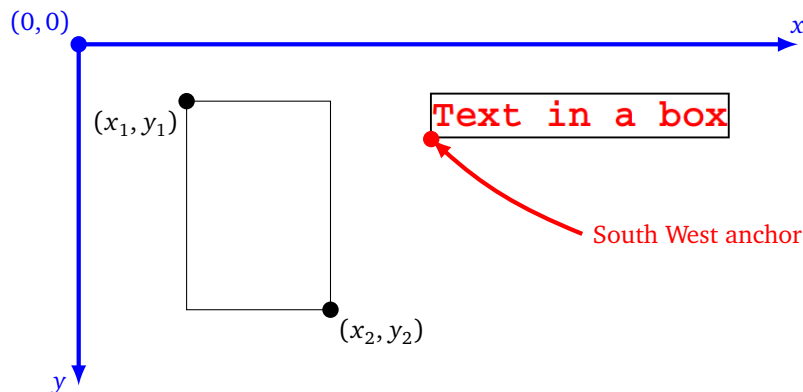 (0, 0)
x
(x₁, y₁)
Text in a box
South West anchor
(x₂, y₂)
y